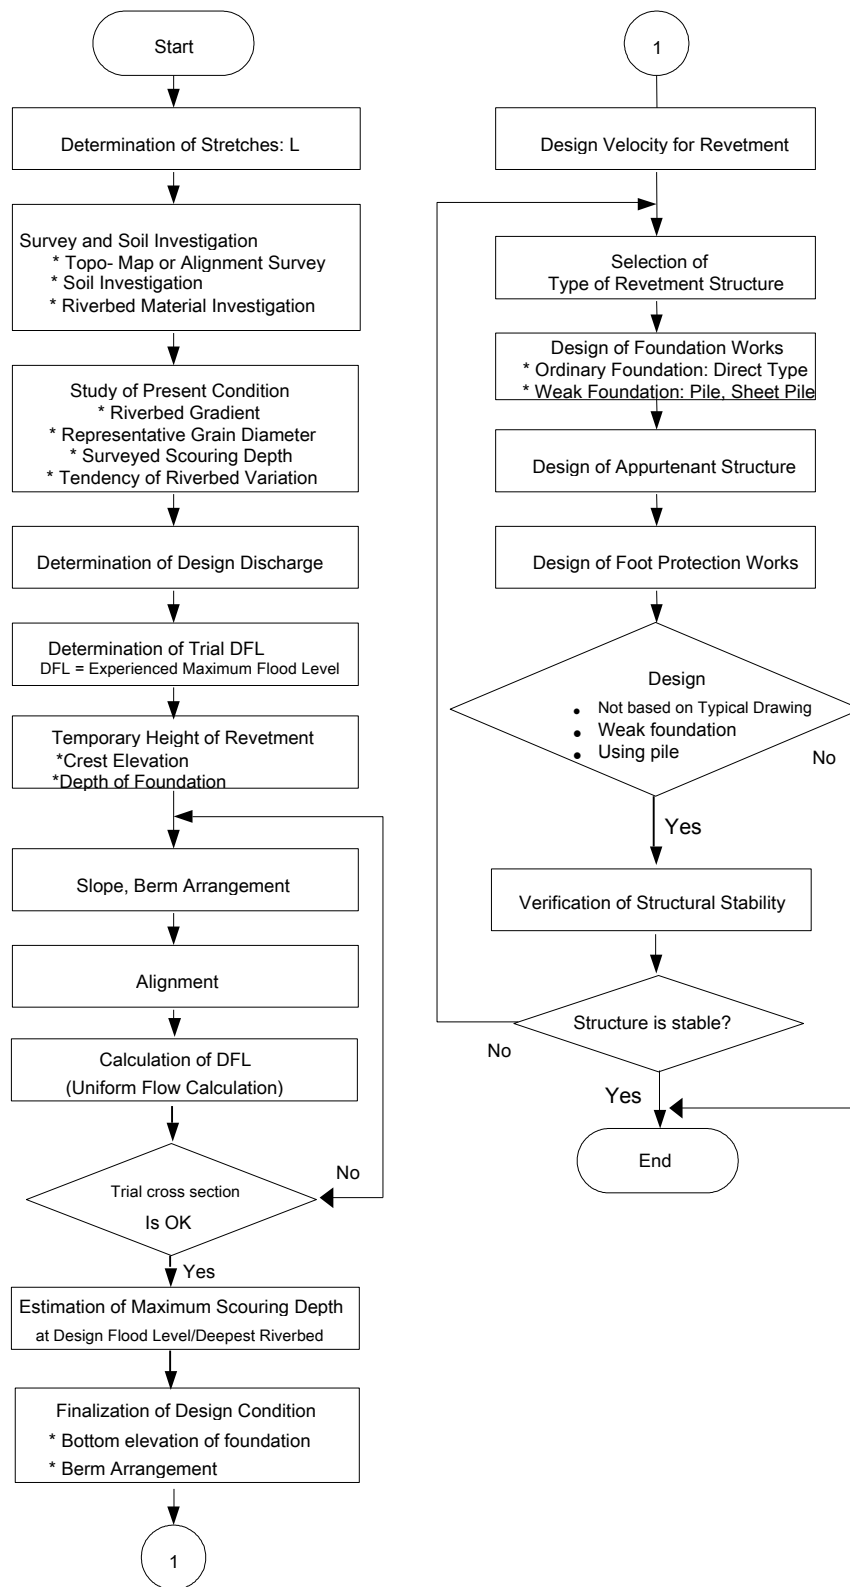 Start
Determination of Stretches: L
Survey and Soil Investigation
* Topo- Map or Alignment Survey
* Soil Investigation
* Riverbed Material Investigation
Study of Present Condition
* Riverbed Gradient
* Representative Grain Diameter
* Surveyed Scouring Depth
* Tendency of Riverbed Variation
Determination of Design Discharge
Determination of Trial DFL
DFL = Experienced Maximum Flood Level
Temporary Height of Revetment
*Crest Elevation
*Depth of Foundation
Slope, Berm Arrangement
Alignment
Calculation of DFL
(Uniform Flow Calculation)
No
Trial cross section
Is OK
Yes
Estimation of Maximum Scouring Depth
at Design Flood Level/Deepest Riverbed
Finalization of Design Condition
* Bottom elevation of foundation
* Berm Arrangement
1
1
Design Velocity for Revetment
Selection of
Type of Revetment Structure
Design of Foundation Works
* Ordinary Foundation: Direct Type
* Weak Foundation: Pile, Sheet Pile
Design of Appurtenant Structure
Design of Foot Protection Works
Design
• Not based on Typical Drawing
• Weak foundation
• Using pile
No
Yes
Verification of Structural Stability
Structure is stable?
No
Yes
End